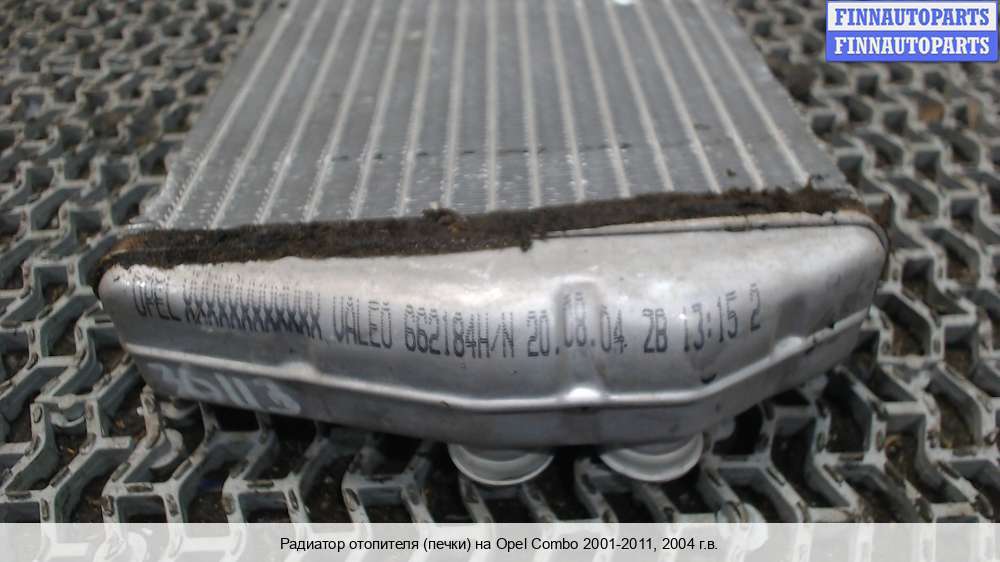 FINNAUTOPARTS
FINNAUTOPARTS
OPEL XXXXXXXXXXXX VALEO 662184H/N 20.08.04 2B 13:15 2
Радиатор отопителя (печки) на Opel Combo 2001-2011, 2004 г.в.